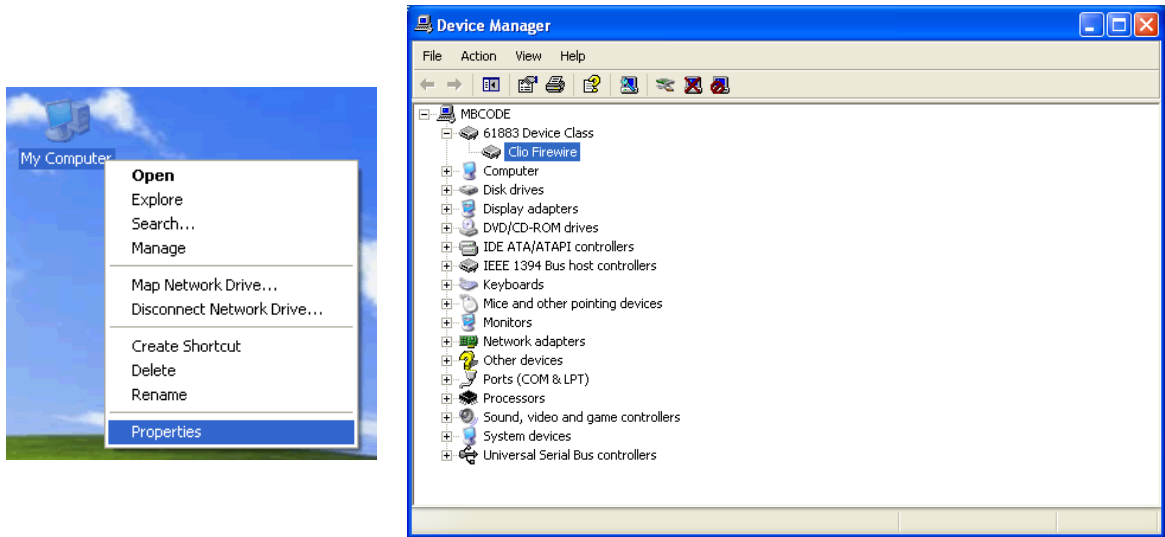 My Computer
Open
Explore
Search...
Manage
Map Network Drive...
Disconnect Network Drive...
Create Shortcut
Delete
Rename
Properties
Device Manager
File Action View Help
MBCODE
61883 Device Class
Clio Firewire
Computer
Disk drives
Display adapters
DVD/CD-ROM drives
IDE ATA/ATAPI controllers
IEEE 1394 Bus host controllers
Keyboards
Mice and other pointing devices
Monitors
Network adapters
Other devices
Ports (COM & LPT)
Processors
Sound, video and game controllers
System devices
Universal Serial Bus controllers